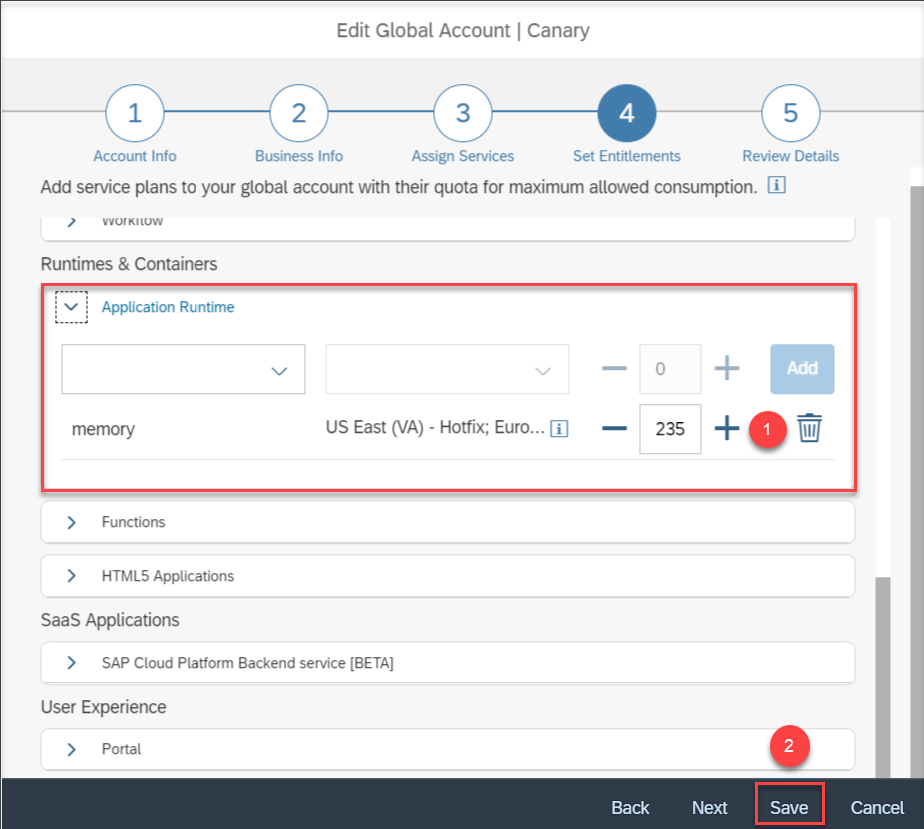 Edit Global Account | Canary
1 2 3 4 5
Account Info Business Info Assign Services Set Entitlements Review Details
Add service plans to your global account with their quota for maximum allowed consumption. i
Workflow
Runtimes & Containers
Application Runtime
0 Add
memory US East (VA) - Hotfix; Euro... i 235 1
Functions
HTML5 Applications
SaaS Applications
SAP Cloud Platform Backend service [BETA]
User Experience
Portal
2
Back Next Save Cancel